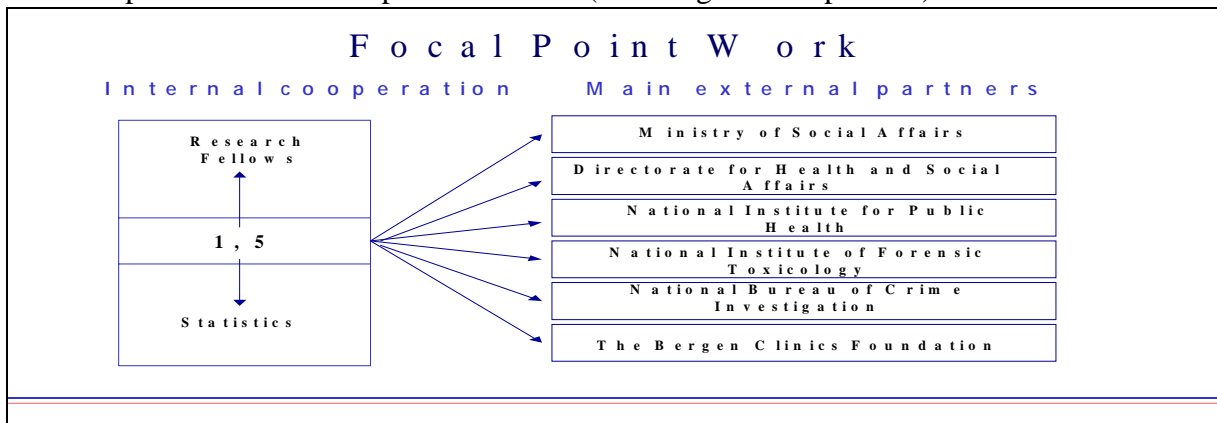 Focal Point Work
Internal cooperation
Main external partners
Research
Fellows
1,5
Statistics
Ministry of Social Affairs
Directorate for Health and Social
Affairs
National Institute for Public
Health
National Institute of Forensic
Toxicology
National Bureau of Crime
Investigation
The Bergen Clinics Foundation